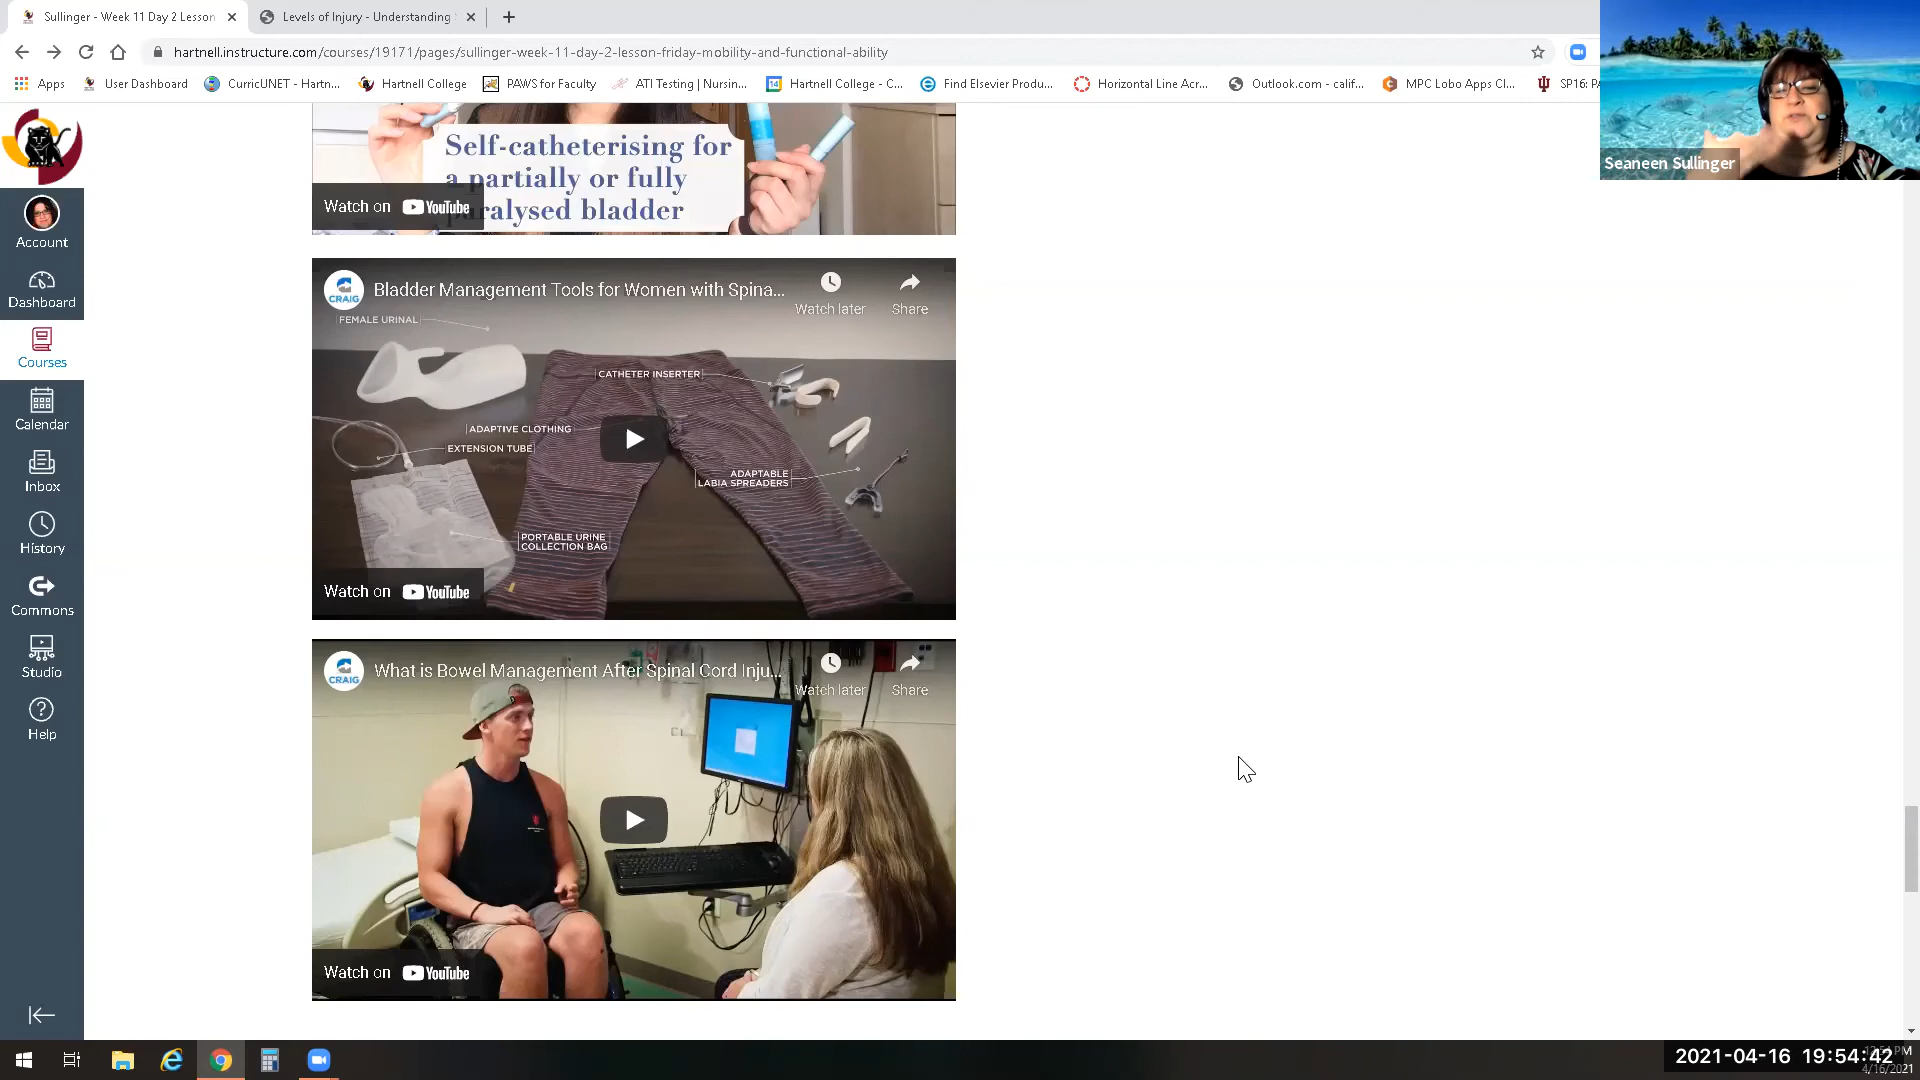 Sullinger - Week 11 Day 2 Lesson
Levels of Injury - Understanding
hartnell.instructure.com/courses/19171/pages/sullinger-week-11-day-2-lesson-friday-mobility-and-functional-ability
Apps
User Dashboard
CurricUNET - Hartn...
Hartnell College
PAWS for Faculty
ATI Testing | Nursin...
14
Hartnell College - C...
Find Elsevier Produ...
Horizontal Line Acr...
Outlook.com - calif...
MPC Lobo Apps Cl...
SP16: PA
Seaneen Sullinger
Account
Dashboard
Courses
Calendar
Inbox
History
Commons
Studio
Help
Self-catheterising for
a partially or fully
paralysed bladder
Watch on YouTube
CRAIG
Bladder Management Tools for Women with Spina...
Watch later
Share
FEMALE URINAL
CATHETER INSERTER
ADAPTIVE CLOTHING
EXTENSION TUBE
ADAPTABLE
LABIA SPREADERS
PORTABLE URINE
COLLECTION BAG
Watch on YouTube
CRAIG
What is Bowel Management After Spinal Cord Inju...
Watch later
Share
Watch on YouTube
2021-04-16 19:54:42
4/16/2021